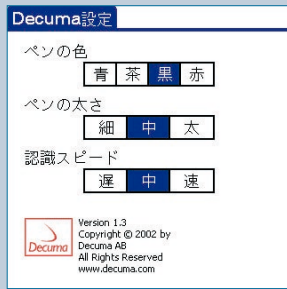 Decuma設定
ペンの色
青 茶 黒 赤
ペンの太さ
細 中 太
認識スピード
遅 中 速
Version 1.3
Copyright © 2002 by
Decuma AB
All Rights Reserved
www.decuma.com
Decuma